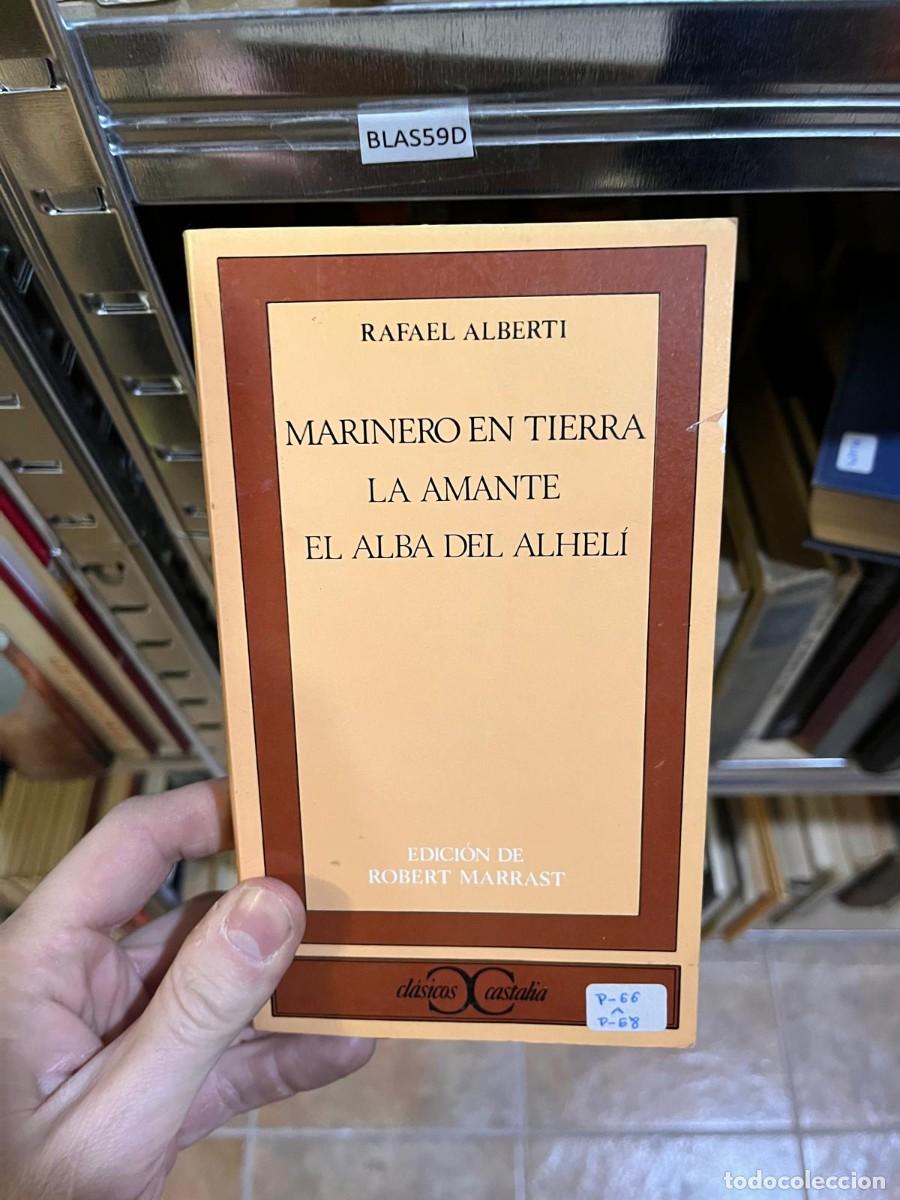 BLAS59D
RAFAEL ALBERTI
MARINERO EN TIERRA
LA AMANTE
EL ALBA DEL ALHELÍ
EDICIÓN DE
ROBERT MARRAST
clásicos CC castalia
P-66
^
P-68
todocoleccion